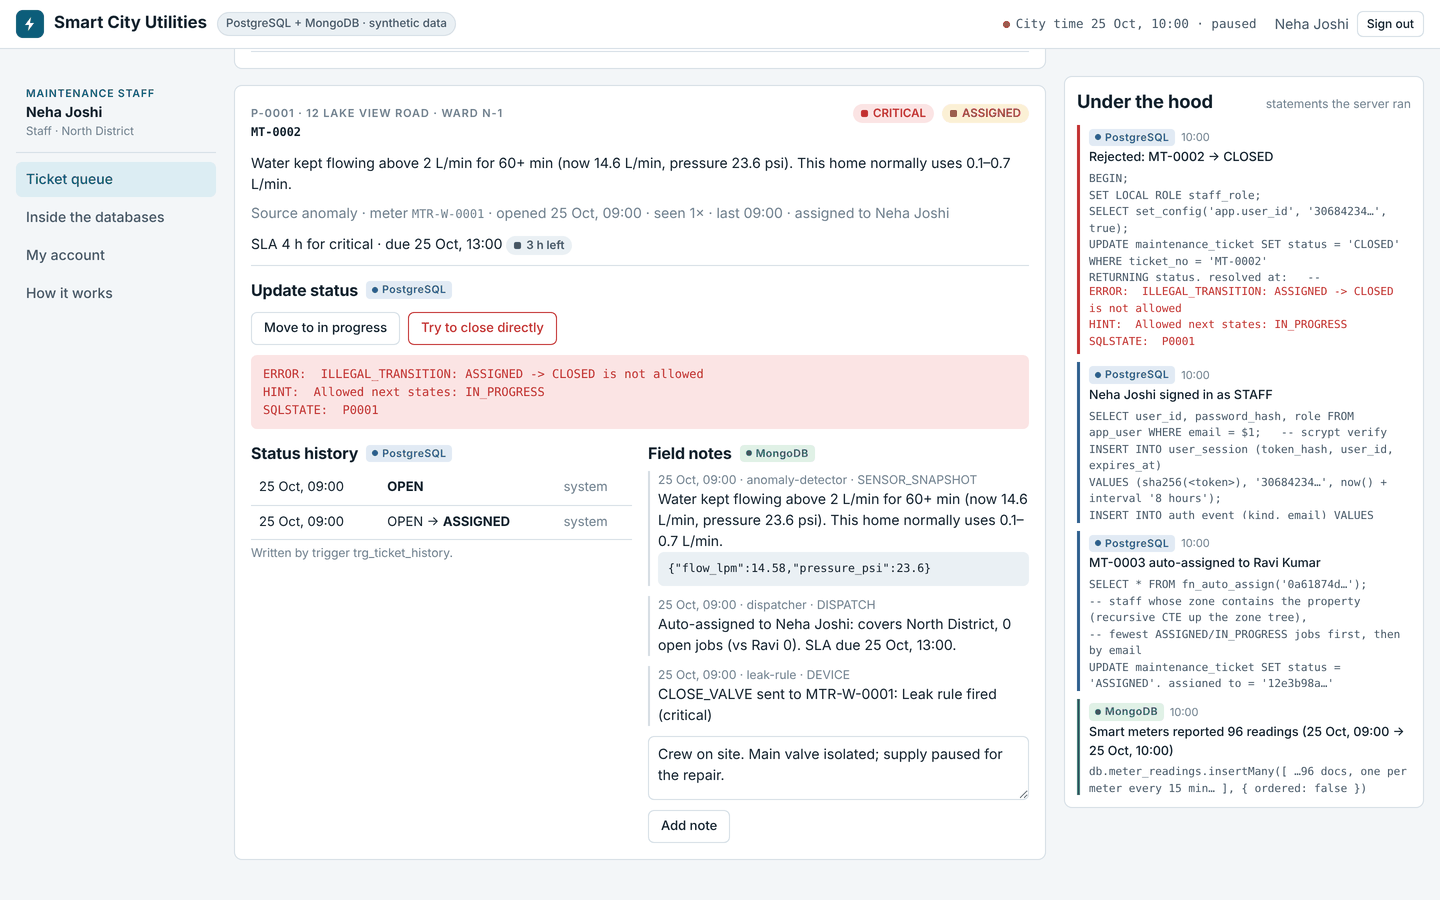 Smart City Utilities
PostgreSQL + MongoDB · synthetic data
City time 25 Oct, 10:00 · paused
Neha Joshi
Sign out
MAINTENANCE STAFF
Neha Joshi
Staff · North District
Ticket queue
Inside the databases
My account
How it works
P-0001 · 12 LAKE VIEW ROAD · WARD N-1
MT-0002
CRITICAL
ASSIGNED
Water kept flowing above 2 L/min for 60+ min (now 14.6 L/min, pressure 23.6 psi). This home normally uses 0.1–0.7
L/min.
Source anomaly · meter MTR-W-0001 · opened 25 Oct, 09:00 · seen 1× · last 09:00 · assigned to Neha Joshi
SLA 4 h for critical · due 25 Oct, 13:00
3 h left
Update status
PostgreSQL
Move to in progress
Try to close directly
ERROR:  ILLEGAL_TRANSITION: ASSIGNED -> CLOSED is not allowed
HINT:  Allowed next states: IN_PROGRESS
SQLSTATE:  P0001
Status history
PostgreSQL
25 Oct, 09:00 OPEN system
25 Oct, 09:00 OPEN → ASSIGNED system
Written by trigger trg_ticket_history.
Field notes
MongoDB
25 Oct, 09:00 · anomaly-detector · SENSOR_SNAPSHOT
Water kept flowing above 2 L/min for 60+ min (now 14.6
L/min, pressure 23.6 psi). This home normally uses 0.1–
0.7 L/min.
{"flow_lpm":14.58,"pressure_psi":23.6}
25 Oct, 09:00 · dispatcher · DISPATCH
Auto-assigned to Neha Joshi: covers North District, 0
open jobs (vs Ravi 0). SLA due 25 Oct, 13:00.
25 Oct, 09:00 · leak-rule · DEVICE
CLOSE_VALVE sent to MTR-W-0001: Leak rule fired
(critical)
Crew on site. Main valve isolated; supply paused for
the repair.
Add note
Under the hood
statements the server ran
PostgreSQL 10:00
Rejected: MT-0002 → CLOSED
BEGIN;
SET LOCAL ROLE staff_role;
SELECT set_config('app.user_id', '30684234…',
true);
UPDATE maintenance_ticket SET status = 'CLOSED'
WHERE ticket_no = 'MT-0002'
RETURNING status, resolved_at;   --
ERROR:  ILLEGAL_TRANSITION: ASSIGNED -> CLOSED
is not allowed
HINT:  Allowed next states: IN_PROGRESS
SQLSTATE:  P0001
PostgreSQL 10:00
Neha Joshi signed in as STAFF
SELECT user_id, password_hash, role FROM
app_user WHERE email = $1;   -- scrypt verify
INSERT INTO user_session (token_hash, user_id,
expires_at)
VALUES (sha256(<token>), '30684234…', now() +
interval '8 hours');
INSERT INTO auth_event (kind, email) VALUES
PostgreSQL 10:00
MT-0003 auto-assigned to Ravi Kumar
SELECT * FROM fn_auto_assign('0a61874d…');
-- staff whose zone contains the property
(recursive CTE up the zone tree),
-- fewest ASSIGNED/IN_PROGRESS jobs first, then
by email
UPDATE maintenance_ticket SET status =
'ASSIGNED', assigned_to = '12e3b98a…'
MongoDB 10:00
Smart meters reported 96 readings (25 Oct, 09:00 →
25 Oct, 10:00)
db.meter_readings.insertMany([ …96 docs, one per
meter every 15 min… ], { ordered: false })